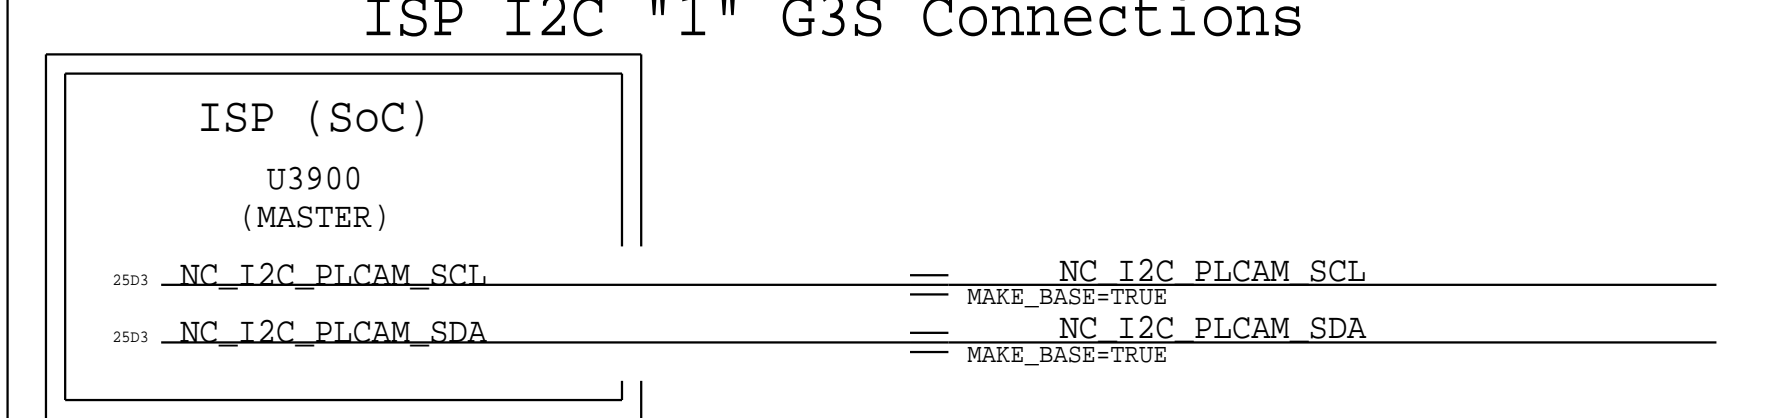 ISP I2C "1" G3S Connections
ISP (SoC)
U3900
(MASTER)
25D3 NC_I2C_PLCAM_SCL NC_I2C_PLCAM_SCL
MAKE_BASE=TRUE
25D3 NC_I2C_PLCAM_SDA NC_I2C_PLCAM_SDA
MAKE_BASE=TRUE